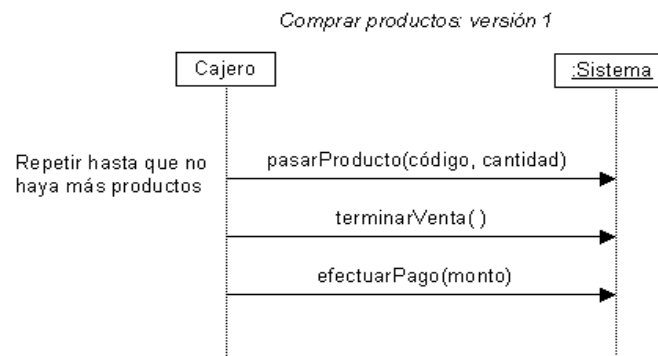 Comprar productos: versión 1
Cajero
:Sistema
Repetir hasta que no
haya más productos
pasarProducto(código, cantidad)
terminarVenta( )
efectuarPago(monto)